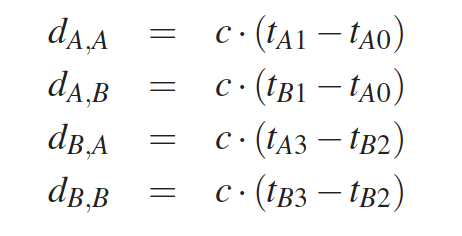 d_{A,A} = c · (t_{A1} − t_{A0})
d_{A,B} = c · (t_{B1} − t_{A0})
d_{B,A} = c · (t_{A3} − t_{B2})
d_{B,B} = c · (t_{B3} − t_{B2})